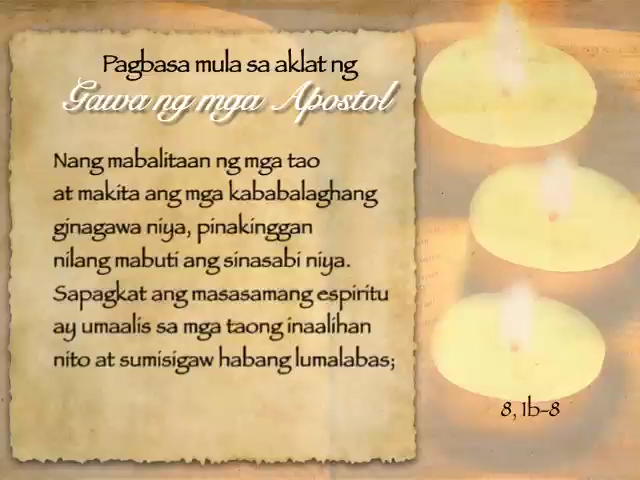 Pagbasa mula sa aklat ng
Gawa ng mga Apostol
Nang mabalitaan ng mga tao
at makita ang mga kababalaghang
ginagawa niya, pinakinggan
nilang mabuti ang sinasabi niya.
Sapagkat ang masasamang espiritu
ay umaalis sa mga taong inaalihan
nito at sumisigaw habang lumalabas;
8, 1b-8